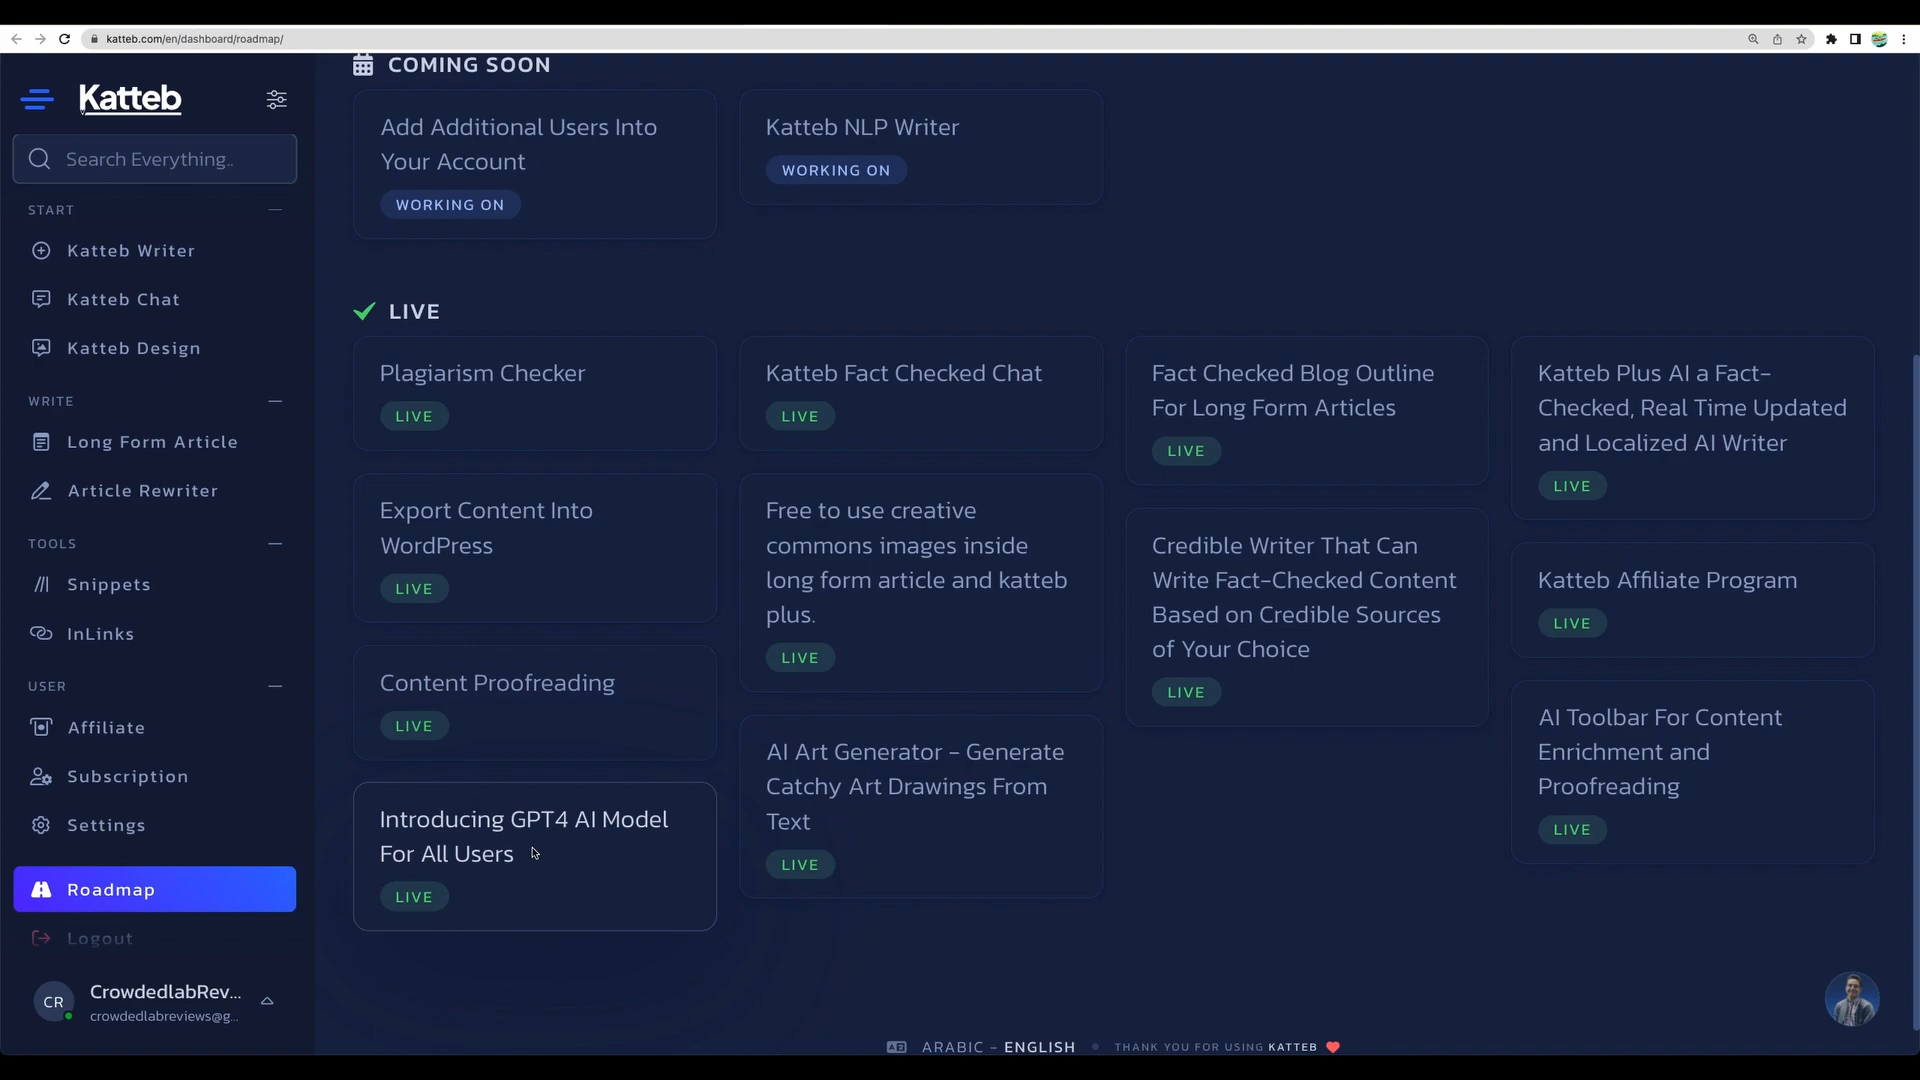 katteb.com/en/dashboard/roadmap/
Katteb
Search Everything..
START
Katteb Writer
Katteb Chat
Katteb Design
WRITE
Long Form Article
Article Rewriter
TOOLS
Snippets
InLinks
USER
Affiliate
Subscription
Settings
Roadmap
Logout
CR
CrowdedlabRev...
crowdedlabreviews@g...
COMING SOON
Add Additional Users Into
Your Account
WORKING ON
Katteb NLP Writer
WORKING ON
LIVE
Plagiarism Checker
LIVE
Export Content Into
WordPress
LIVE
Content Proofreading
LIVE
Introducing GPT4 AI Model
For All Users
LIVE
Katteb Fact Checked Chat
LIVE
Free to use creative
commons images inside
long form article and katteb
plus.
LIVE
AI Art Generator - Generate
Catchy Art Drawings From
Text
LIVE
Fact Checked Blog Outline
For Long Form Articles
LIVE
Credible Writer That Can
Write Fact-Checked Content
Based on Credible Sources
of Your Choice
LIVE
Katteb Plus AI a Fact-
Checked, Real Time Updated
and Localized AI Writer
LIVE
Katteb Affiliate Program
LIVE
AI Toolbar For Content
Enrichment and
Proofreading
LIVE
ARABIC - ENGLISH
THANK YOU FOR USING KATTEB